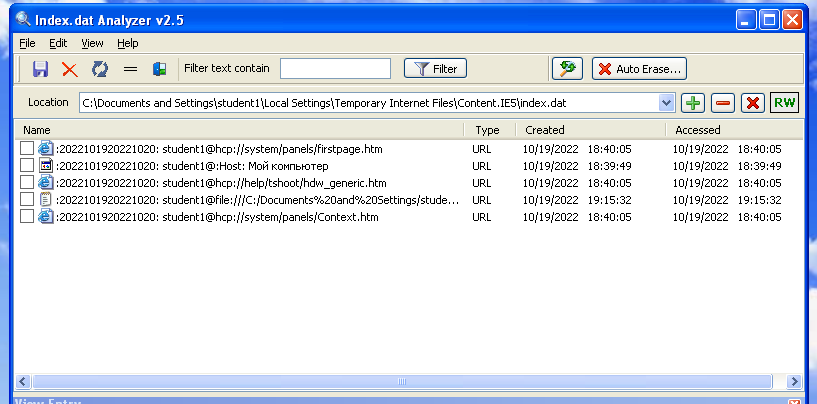 Index.dat Analyzer v2.5
File Edit View Help
Filter text contain Filter Auto Erase...
Location C:\Documents and Settings\student1\Local Settings\Temporary Internet Files\Content.IE5\index.dat RW
Name Type Created Accessed
:2022101920221020: student1@hcp://system/panels/firstpage.htm URL 10/19/2022 18:40:05 10/19/2022 18:40:05
:2022101920221020: student1@:Host: Мой компьютер URL 10/19/2022 18:39:49 10/19/2022 18:39:49
:2022101920221020: student1@hcp://help/tshoot/hdw_generic.htm URL 10/19/2022 18:40:05 10/19/2022 18:40:05
:2022101920221020: student1@file:///C:/Documents%20and%20Settings/stude... URL 10/19/2022 19:15:32 10/19/2022 19:15:32
:2022101920221020: student1@hcp://system/panels/Context.htm URL 10/19/2022 18:40:05 10/19/2022 18:40:05
View Entry